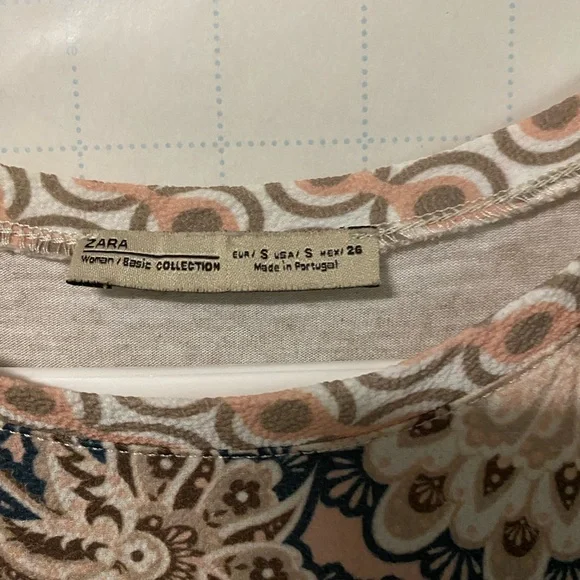 ZARA
Woman / Basic COLLECTION
EUR/ S USA/ S MEX/ 26
Made in Portugal